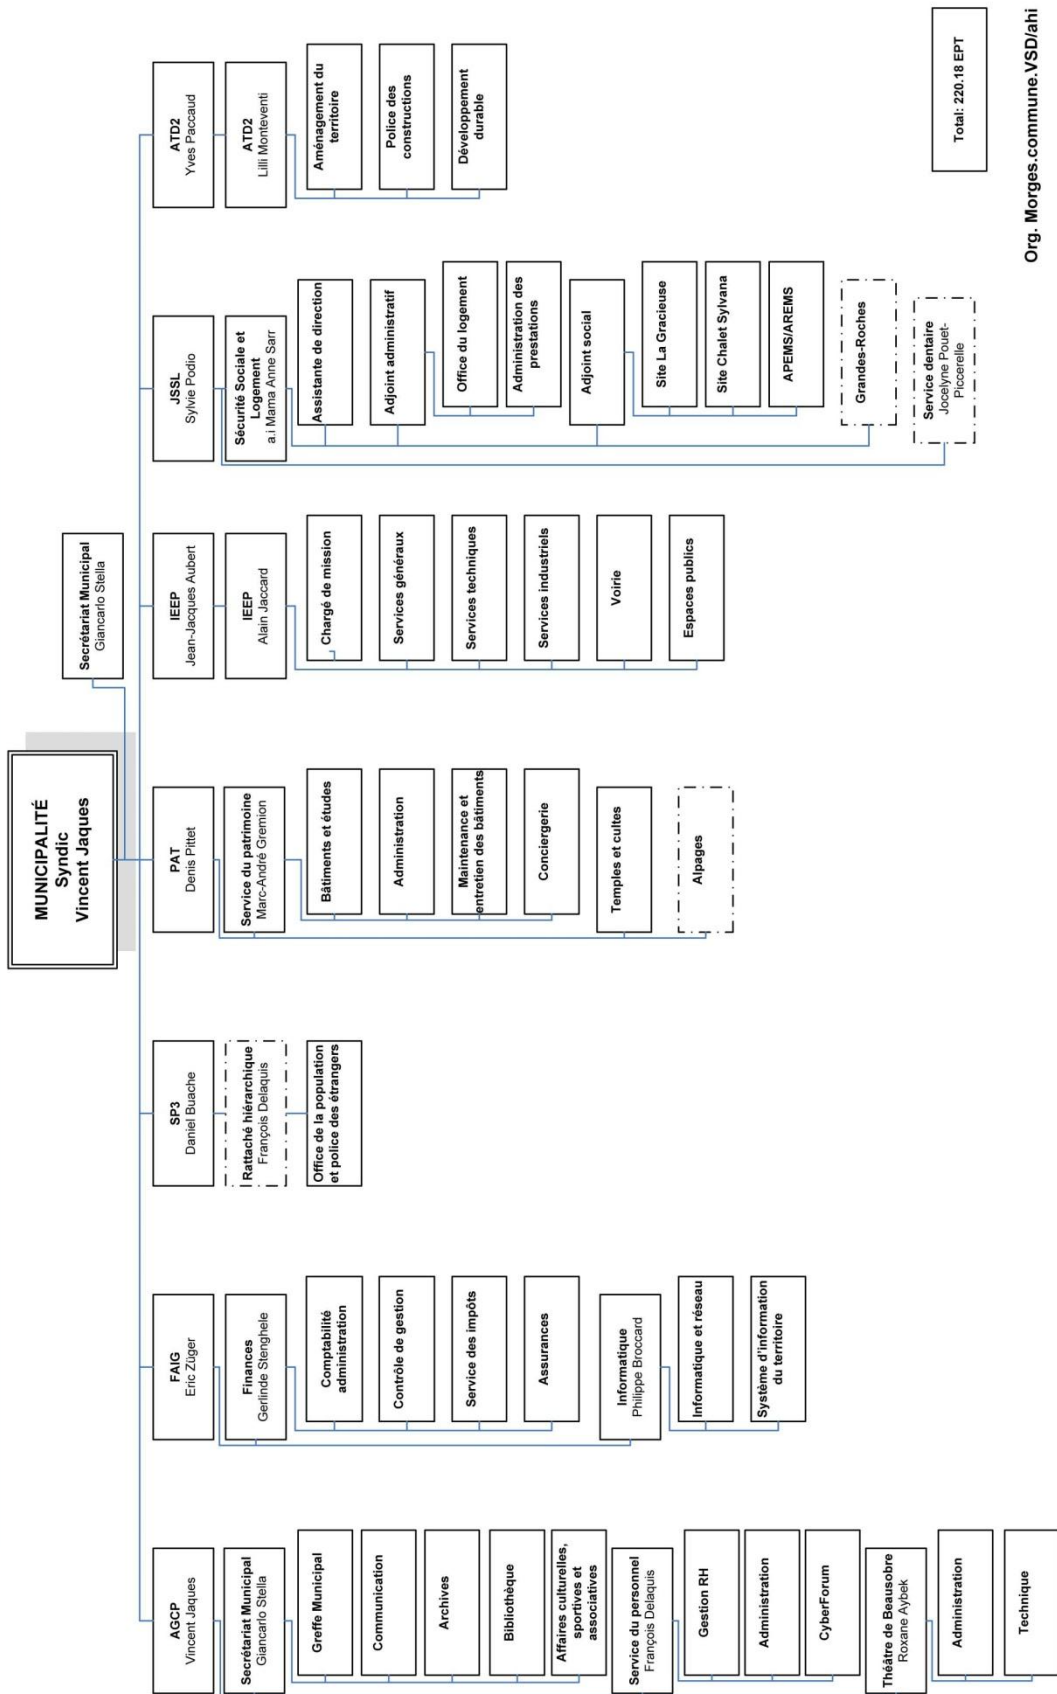 MUNICIPALITÉ
Syndic
Vincent Jaques
Secrétariat Municipal
Giancarlo Stella
AGCP
Vincent Jaques
Secrétariat Municipal
Giancarlo Stella
Greffe Municipal
Communication
Archives
Bibliothèque
Affaires culturelles,
sportives et
associatives
Service du personnel
François Delaquis
Gestion RH
Administration
CyberForum
Théâtre de Beausobre
Roxane Aybek
Administration
Technique
FAIG
Eric Züger
Finances
Gerlinde Stenghele
Comptabilité
administration
Contrôle de gestion
Service des impôts
Assurances
Informatique
Philippe Broccard
Informatique et réseau
Système d'information
du territoire
SP3
Daniel Buache
Rattaché hiérarchique
François Delaquis
Office de la population
et police des étrangers
PAT
Denis Pittet
Service du patrimoine
Marc-André Gremion
Bâtiments et études
Administration
Maintenance et
entretien des bâtiments
Conciergerie
Temples et cultes
Alpages
IEEP
Jean-Jacques Aubert
IEEP
Alain Jaccard
Chargé de mission
Services généraux
Services techniques
Services industriels
Voirie
Espaces publics
JSSL
Sylvie Podio
Sécurité Sociale et
Logement
a.i Mama Anne Sarr
Assistante de direction
Adjoint administratif
Office du logement
Administration des
prestations
Adjoint social
Site La Gracieuse
Site Chalet Sylvana
APEMS/AREMS
Grandes-Roches
Service dentaire
Jocelyne Pouet-
Piccerelle
ATD2
Yves Paccaud
ATD2
Lilli Monteventi
Aménagement du
territoire
Police des
constructions
Développement
durable
Total: 220.18 EPT
Org. Morges.commune.VSD/ahi